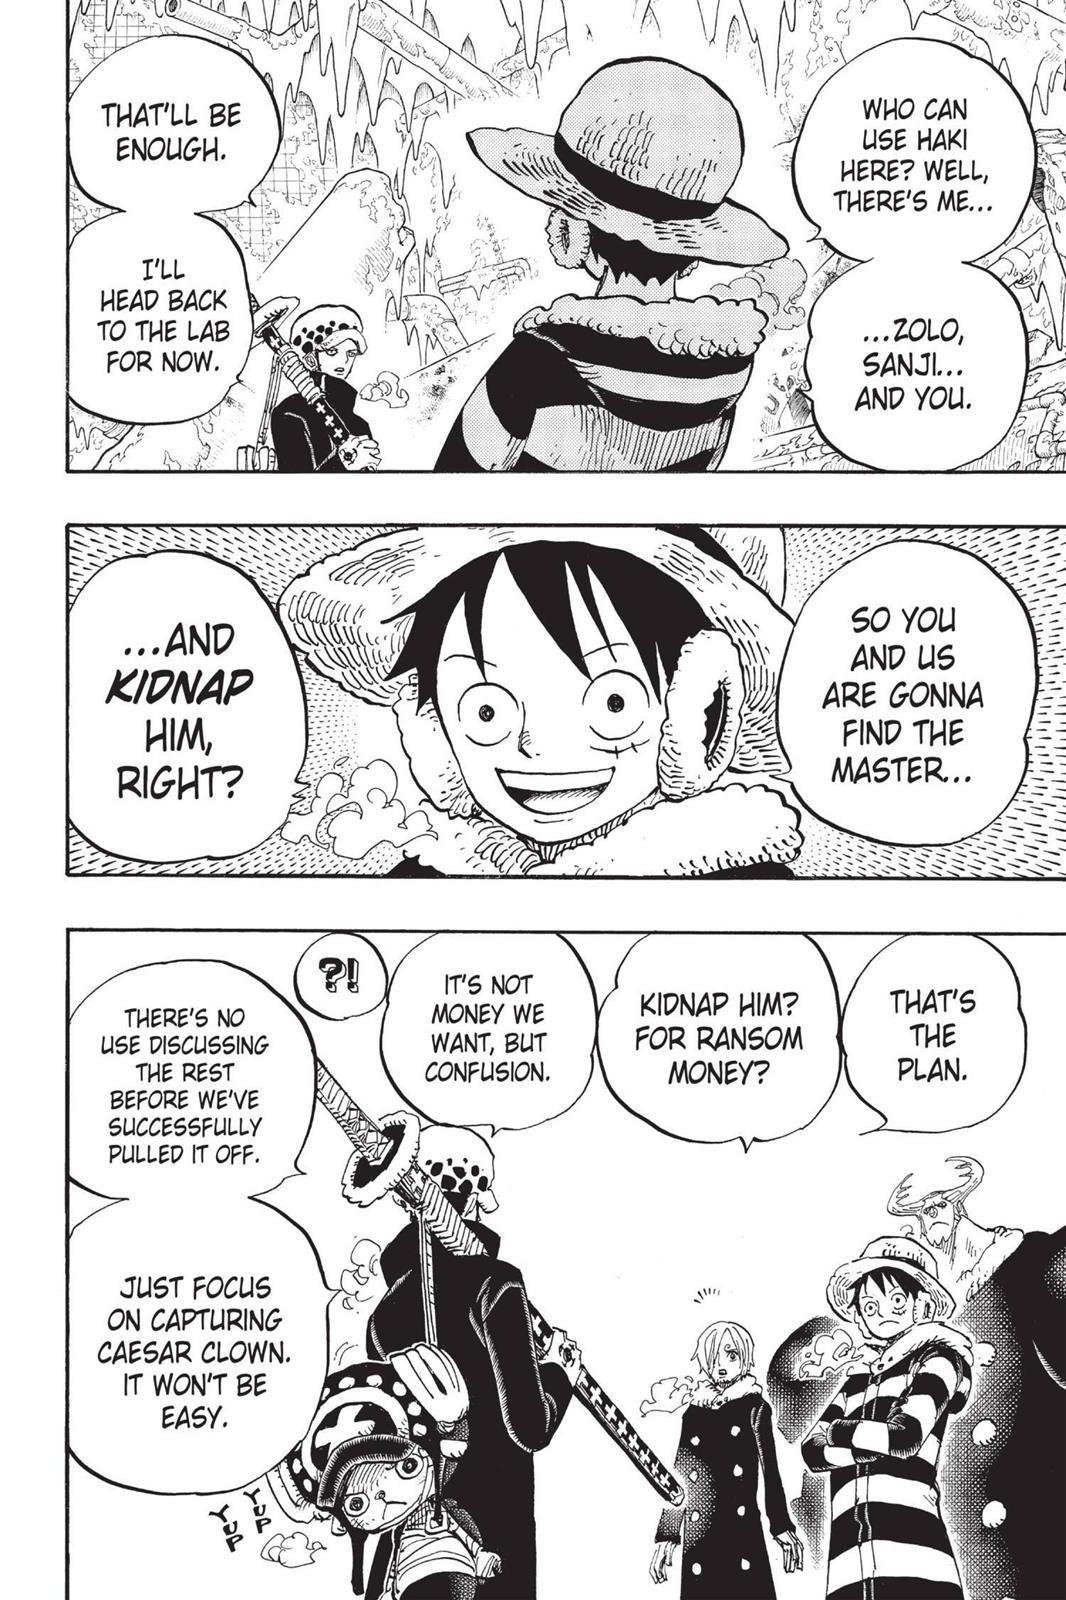 WHO CAN
USE HAKI
HERE? WELL,
THERE'S ME...
...ZOLO,
SANJI...
AND YOU.
THAT'LL BE
ENOUGH.
I'LL
HEAD BACK
TO THE LAB
FOR NOW.
SO YOU
AND US
ARE GONNA
FIND THE
MASTER...
...AND
KIDNAP
HIM,
RIGHT?
THAT'S
THE
PLAN.
KIDNAP HIM?
FOR RANSOM
MONEY?
IT'S NOT
MONEY WE
WANT, BUT
CONFUSION.
?!
THERE'S NO
USE DISCUSSING
THE REST
BEFORE WE'VE
SUCCESSFULLY
PULLED IT OFF.
JUST FOCUS
ON CAPTURING
CAESAR CLOWN.
IT WON'T BE
EASY.
YUP
YUP